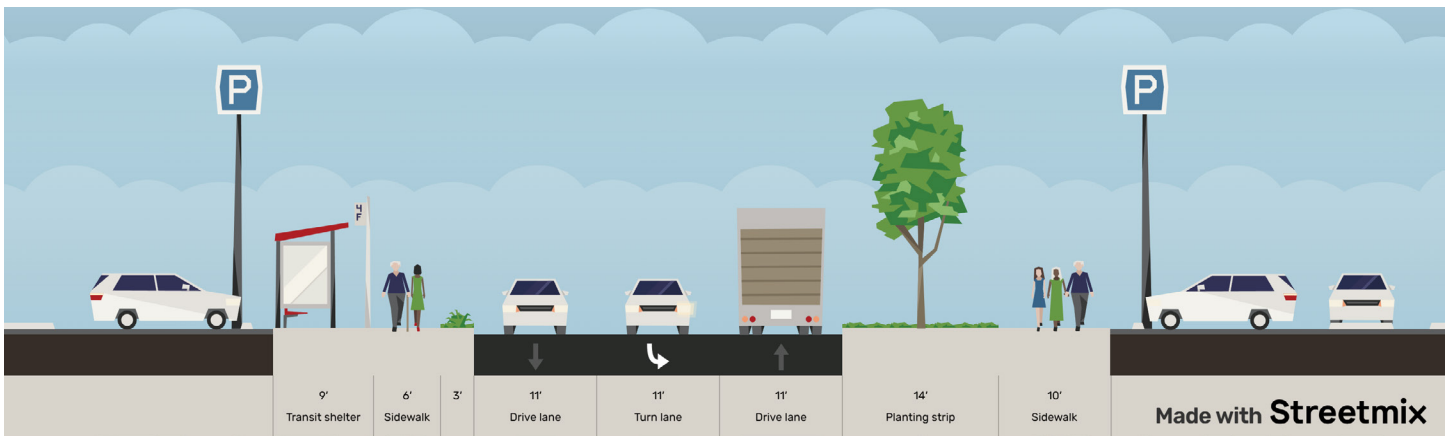 P
P
4
F
9'
6'
3'
11'
11'
11'
14'
10'
Transit shelter
Sidewalk
Drive lane
Turn lane
Drive lane
Planting strip
Sidewalk
Made with Streetmix